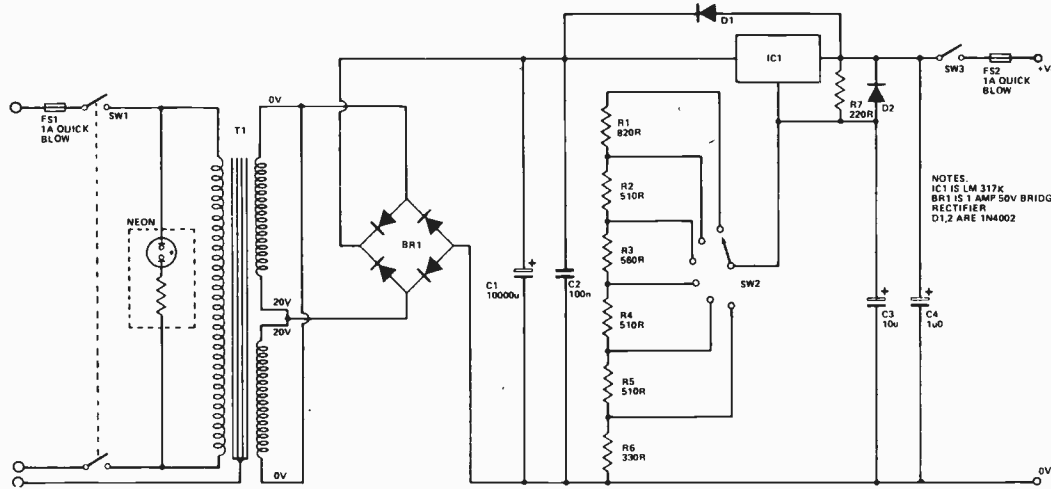 D1
IC1
SW3
FS2
1A QUICK
BLOW
+V
FS1
1A QUICK
BLOW
SW1
0V
T1
R1
820R
R7
220R
D2
R2
510R
NOTES.
IC1 IS LM 317K
BR1 IS 1 AMP 50V BRIDG
RECTIFIER
D1,2 ARE 1N4002
NEON
BR1
R3
560R
SW2
C1
10000u
+
C2
100n
20V
20V
R4
510R
+
C3
10u
+
C4
1u0
R5
510R
R6
330R
0V
0V